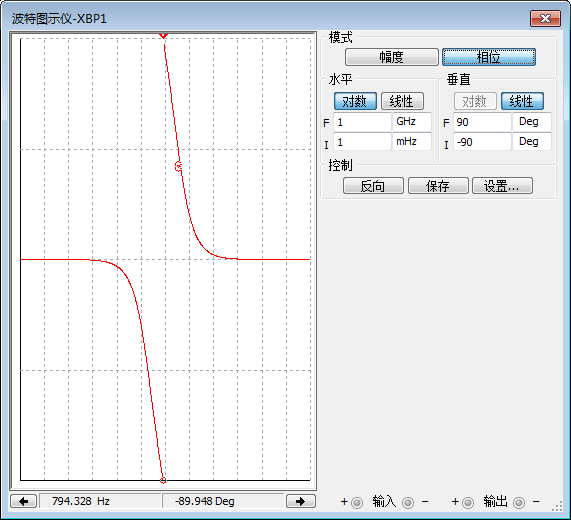 波特图示仪-XBP1
模式
幅度 相位
水平 垂直
对数 线性 对数 线性
F 1 GHz F 90 Deg
I 1 mHz I -90 Deg
控制
反向 保存 设置...
794.328 Hz -89.948 Deg
+ 输入 - + 输出 -